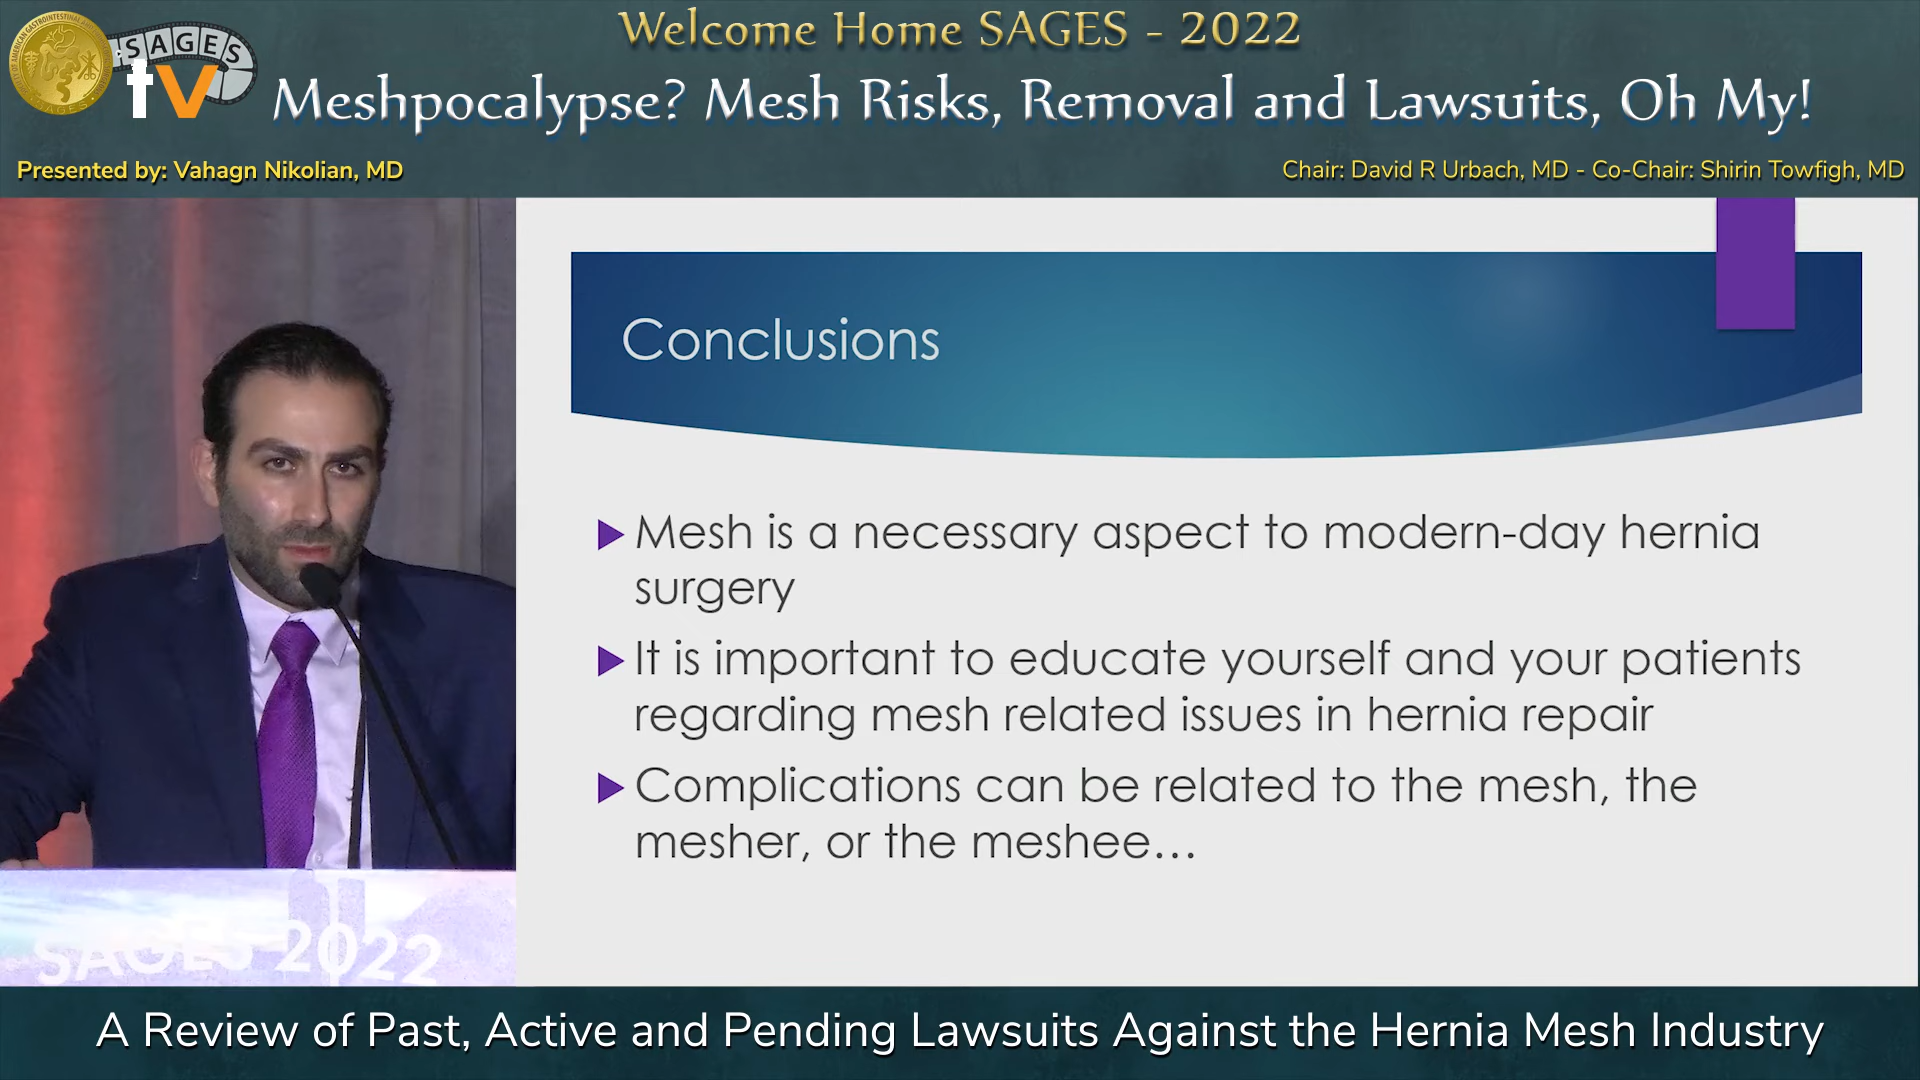 Welcome Home SAGES - 2022
SAGES
tv
Meshpocalypse? Mesh Risks, Removal and Lawsuits, Oh My!
Presented by: Vahagn Nikolian, MD
Chair: David R Urbach, MD - Co-Chair: Shirin Towfigh, MD
Conclusions
Mesh is a necessary aspect to modern-day hernia
surgery
It is important to educate yourself and your patients
regarding mesh related issues in hernia repair
Complications can be related to the mesh, the
mesher, or the meshee...
SAGES 2022
A Review of Past, Active and Pending Lawsuits Against the Hernia Mesh Industry